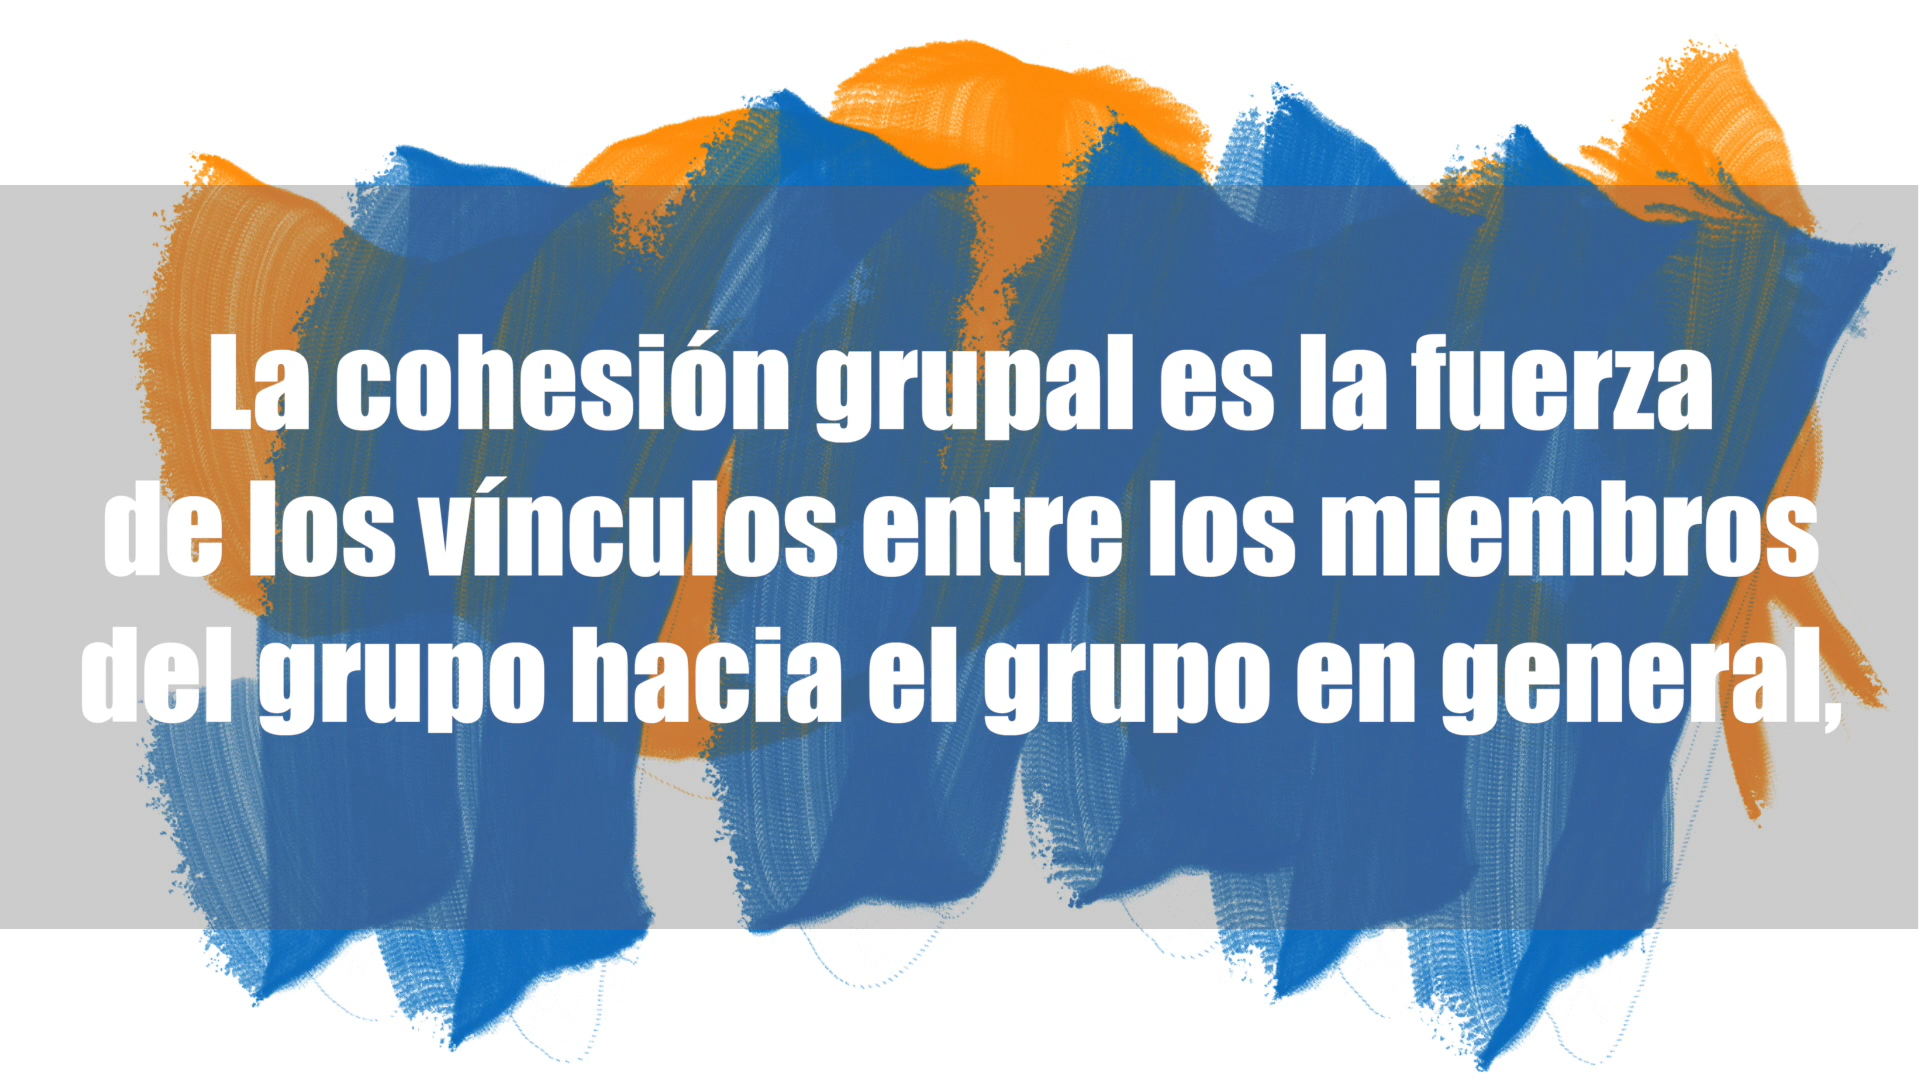 La cohesión grupal es la fuerza
de los vínculos entre los miembros
del grupo hacia el grupo en general,